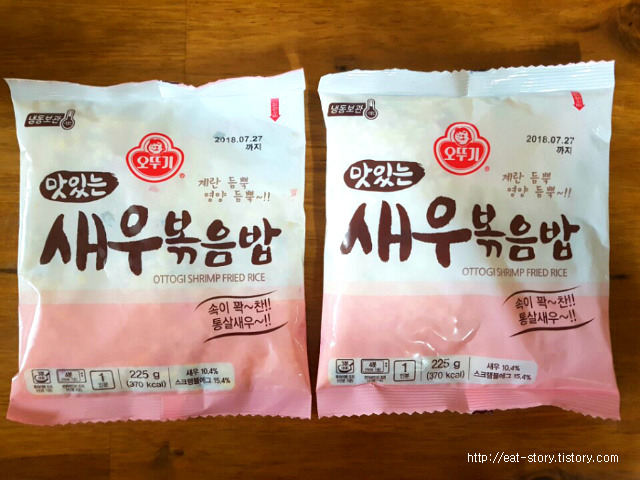 냉동보관
2018.07.27
까지
오뚜기
맛있는
계란 듬뿍
영양 듬뿍~!!
새우볶음밥
OTTOGI SHRIMP FRIED RICE
속이 꽉~찬!!
통살새우~!!
1
인분
225 g
(370 kcal)
새우 10.4%
스크램블에그 15.4%
냉동보관
2018.07.27
까지
오뚜기
맛있는
계란 듬뿍
영양 듬뿍~!!
새우볶음밥
OTTOGI SHRIMP FRIED RICE
속이 꽉~찬!!
통살새우~!!
1
인분
225 g
(370 kcal)
새우 10.4%
스크램블에그 15.4%
http://eat-story.tistory.com